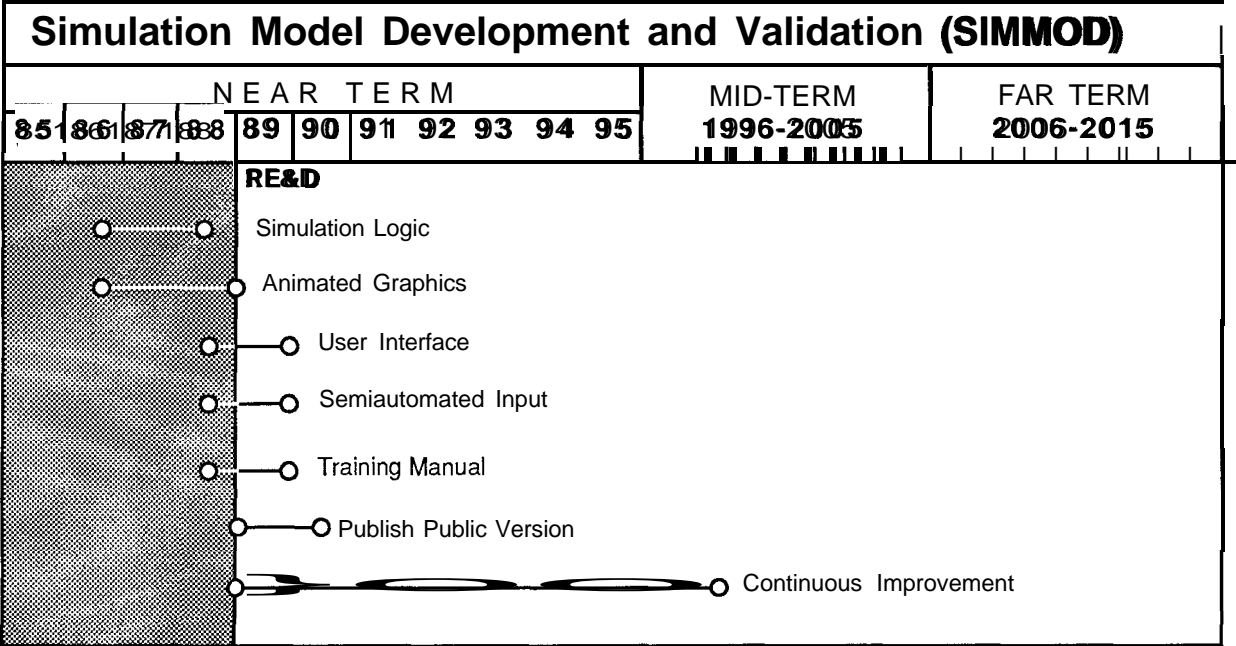 Simulation Model Development and Validation (SIMMOD)
NEAR TERM
MID-TERM
FAR TERM
85 86 87 88 89 90 91 92 93 94 95
1996-2005
2006-2015
RE&D
Simulation Logic
Animated Graphics
User Interface
Semiautomated Input
Training Manual
Publish Public Version
Continuous Improvement